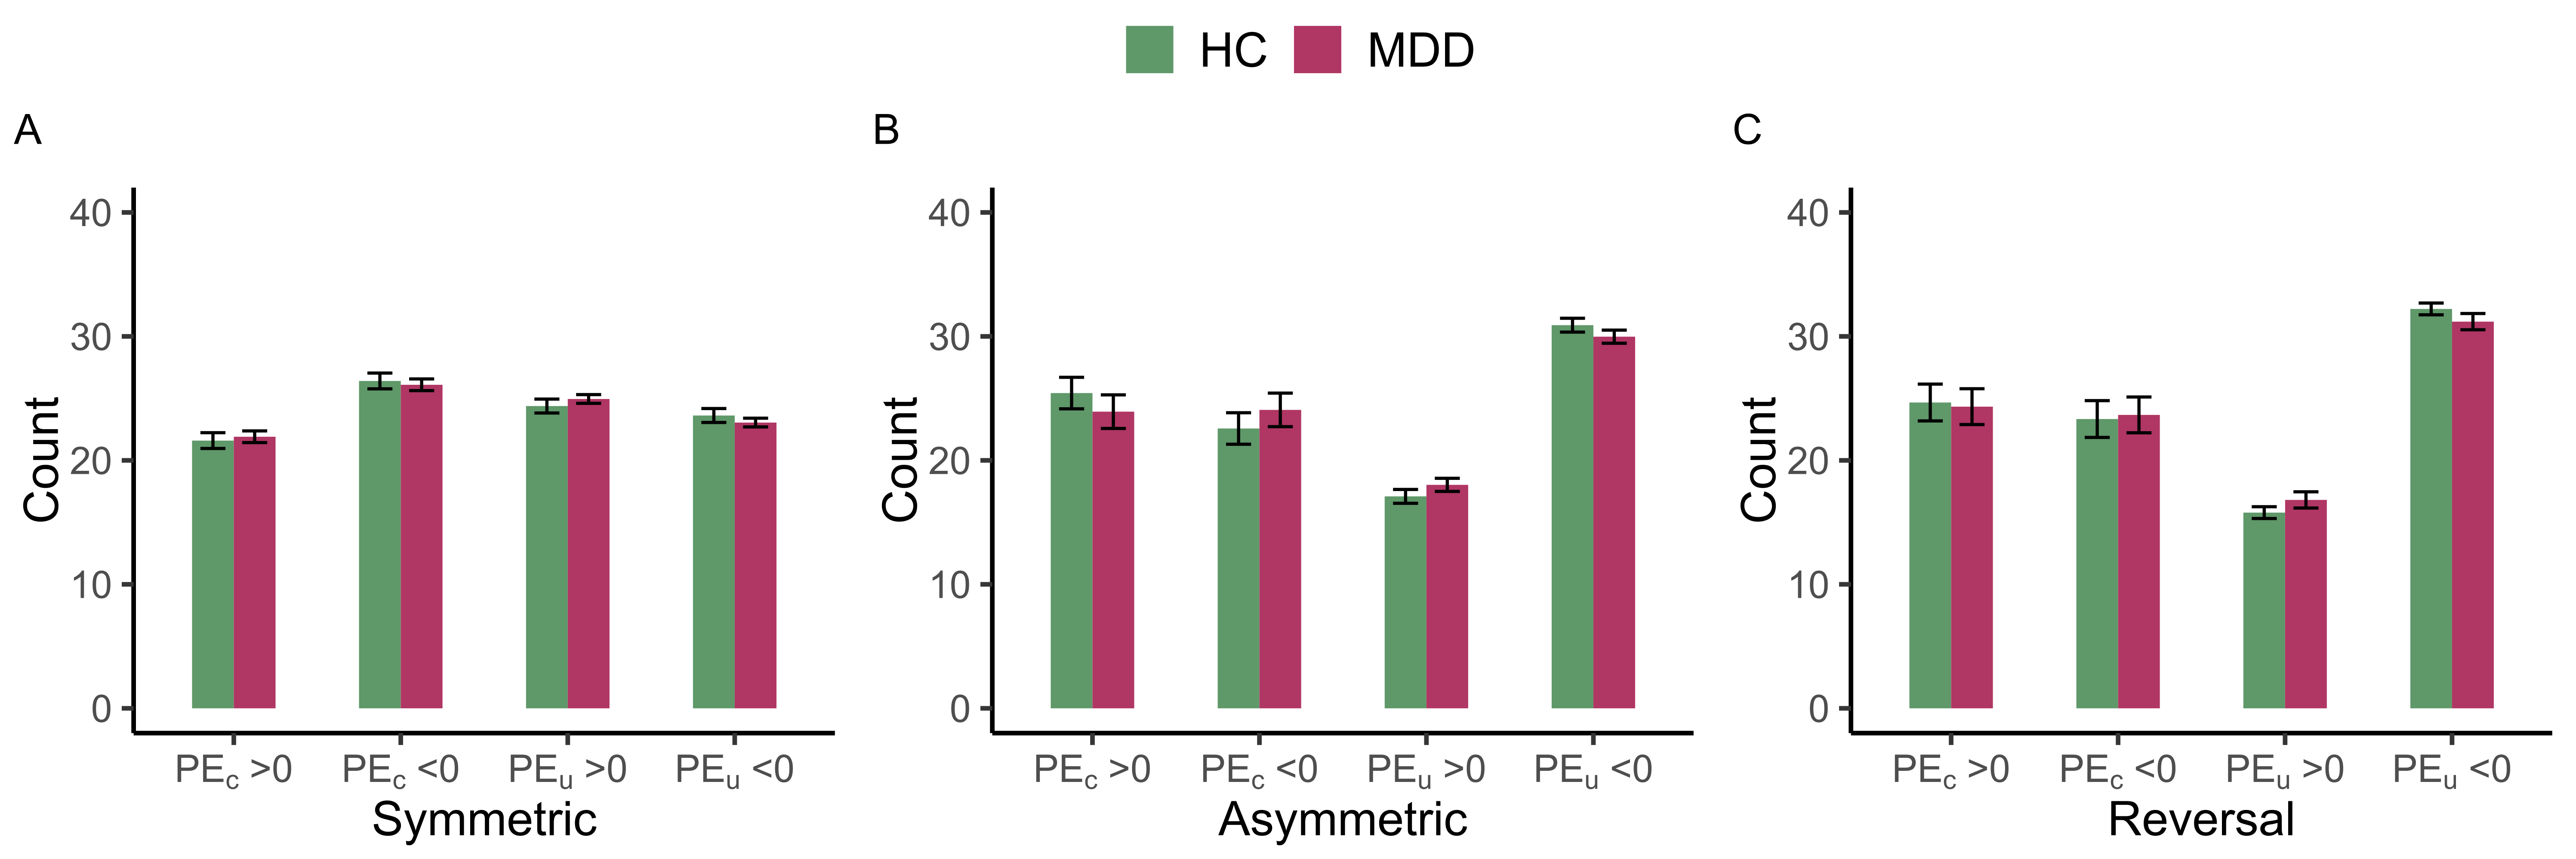 HC MDD
A
B
C
Count
40
30
20
10
0
PEc >0 PEc <0 PEu >0 PEu <0
Symmetric
Count
40
30
20
10
0
PEc >0 PEc <0 PEu >0 PEu <0
Asymmetric
Count
40
30
20
10
0
PEc >0 PEc <0 PEu >0 PEu <0
Reversal